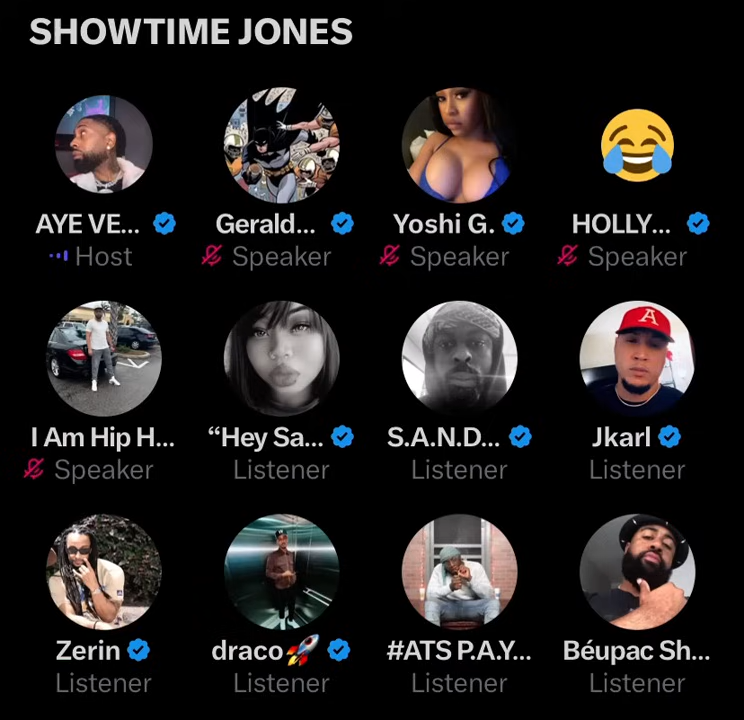 SHOWTIME JONES
AYE VE... Gerald... Yoshi G. HOLLY...
Host Speaker Speaker Speaker
I Am Hip H... “Hey Sa... S.A.N.D... Jkarl
Speaker Listener Listener Listener
A
Zerin draco🚀 #ATS P.A.Y... Béupac Sh...
Listener Listener Listener Listener